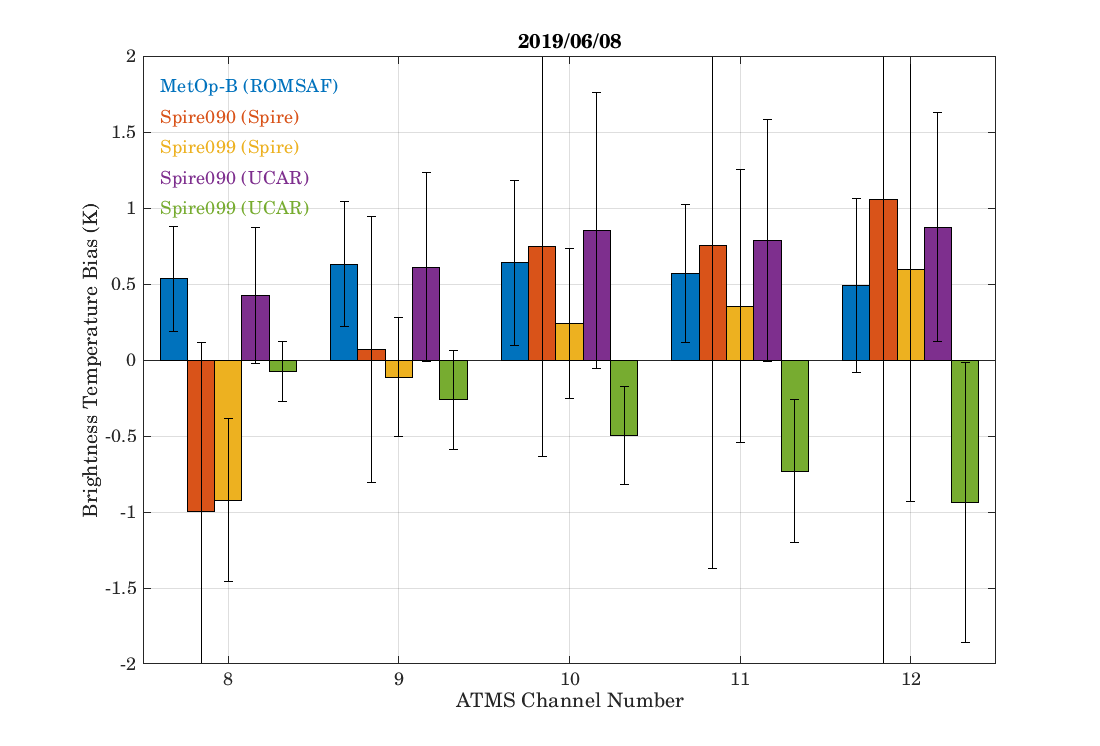 2019/06/08
2
MetOp-B (ROMSAF)
Spire090 (Spire)
1.5
Spire099 (Spire)
Spire090 (UCAR)
1
Spire099 (UCAR)
0.5
0
-0.5
-1
-1.5
-2
Brightness Temperature Bias (K)
8 9 10 11 12
ATMS Channel Number